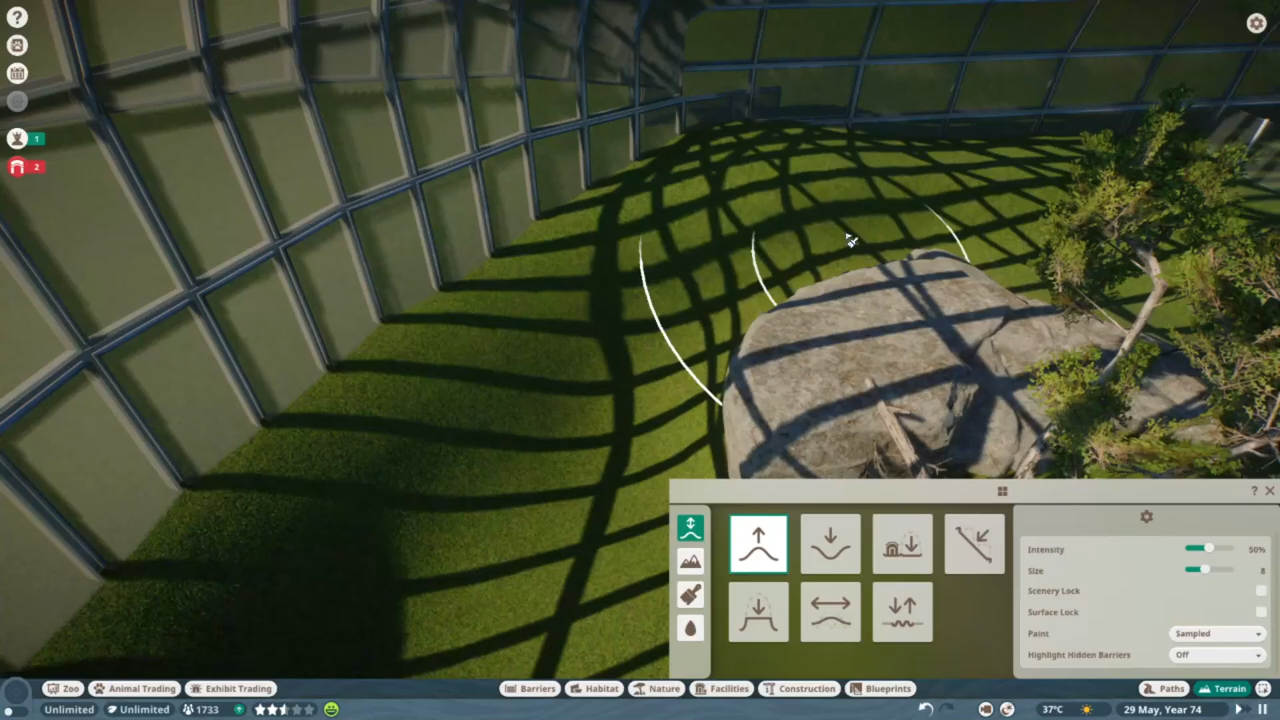 ?
1
2
? ×
Intensity 50%
Size 8
Scenery Lock
Surface Lock
Paint Sampled
Highlight Hidden Barriers Off
Zoo Animal Trading Exhibit Trading Barriers Habitat Nature Facilities Construction Blueprints Paths Terrain
Unlimited Unlimited 1733 37°C 29 May, Year 74